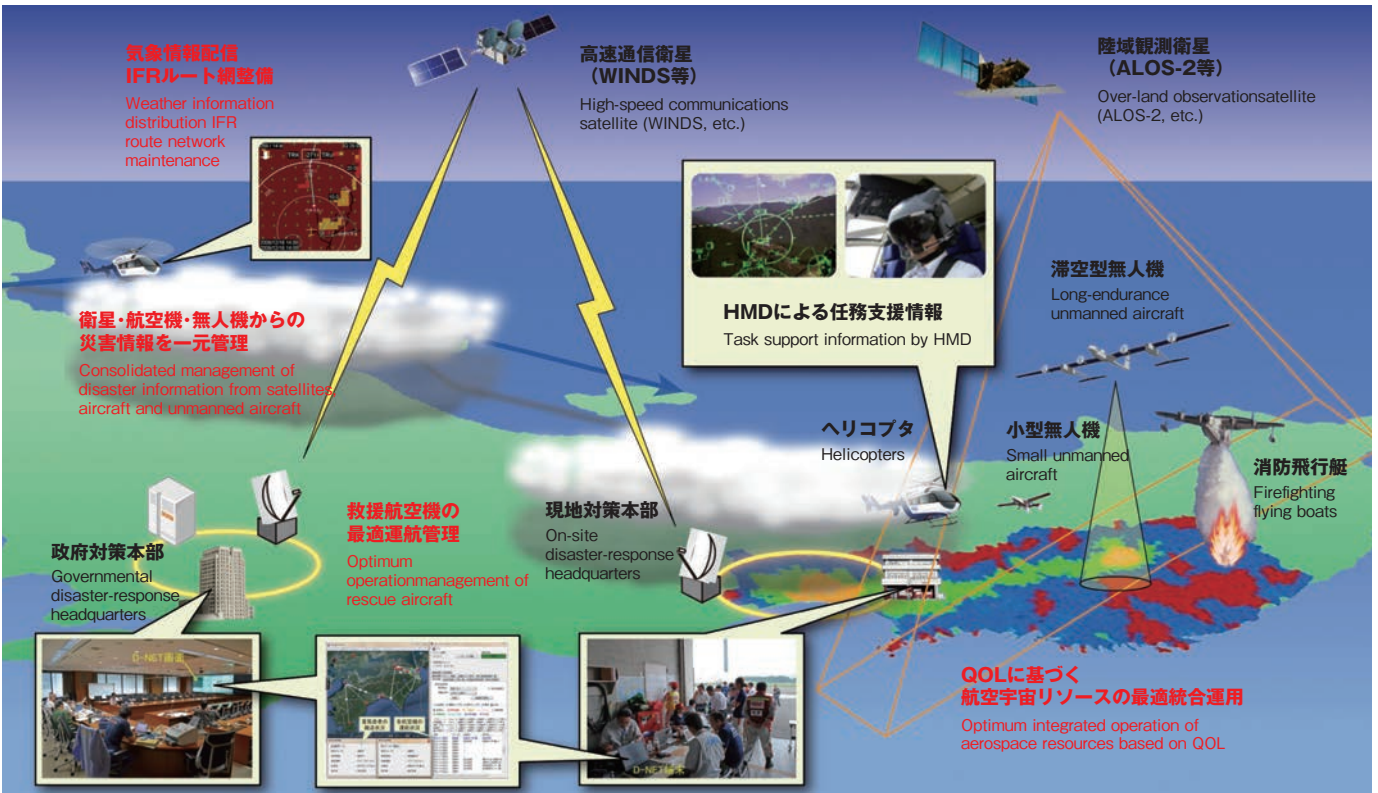 気象情報配信
IFRルート網整備
Weather information
distribution IFR
route network
maintenance
高速通信衛星
（WINDS等）
High-speed communications
satellite (WINDS, etc.)
陸域観測衛星
（ALOS-2等）
Over-land observationsatellite
(ALOS-2, etc.)
HMDによる任務支援情報
Task support information by HMD
滞空型無人機
Long-endurance
unmanned aircraft
衛星・航空機・無人機からの
災害情報を一元管理
Consolidated management of
disaster information from satellites,
aircraft and unmanned aircraft
ヘリコプタ
Helicopters
小型無人機
Small unmanned
aircraft
消防飛行艇
Firefighting
flying boats
政府対策本部
Governmental
disaster-response
headquarters
救援航空機の
最適運航管理
Optimum
operationmanagement of
rescue aircraft
現地対策本部
On-site
disaster-response
headquarters
D-NET画面
D-NET端末
QOLに基づく
航空宇宙リソースの最適統合運用
Optimum integrated operation of
aerospace resources based on QOL